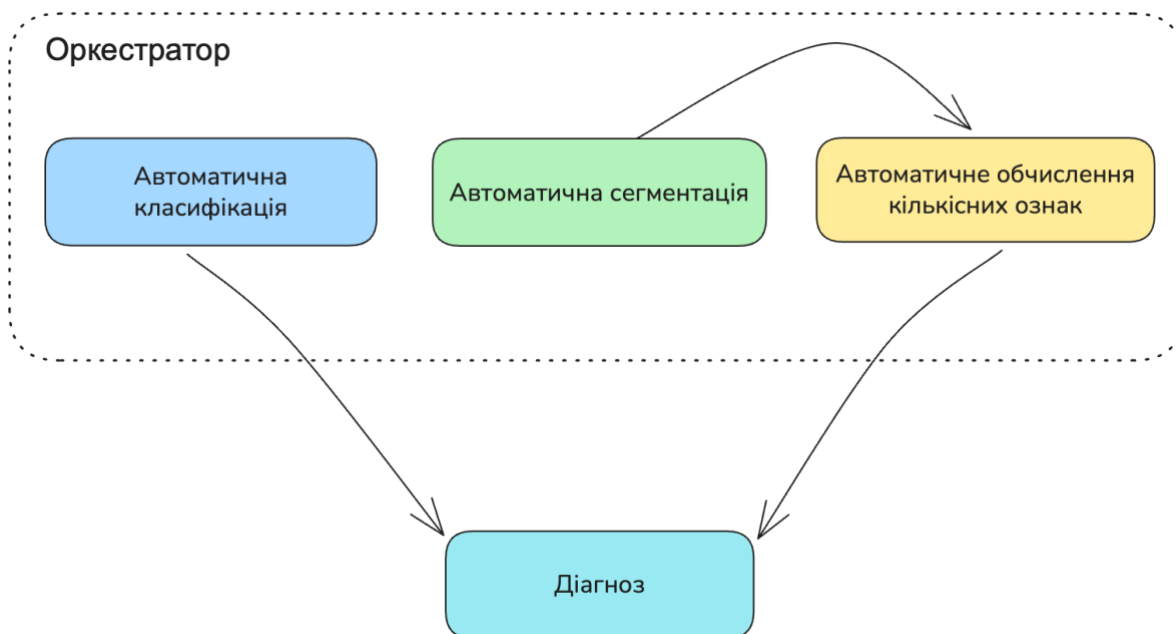 Оркестратор
Автоматична
класифікація
Автоматична сегментація
Автоматичне обчислення
кількісних ознак
Діагноз